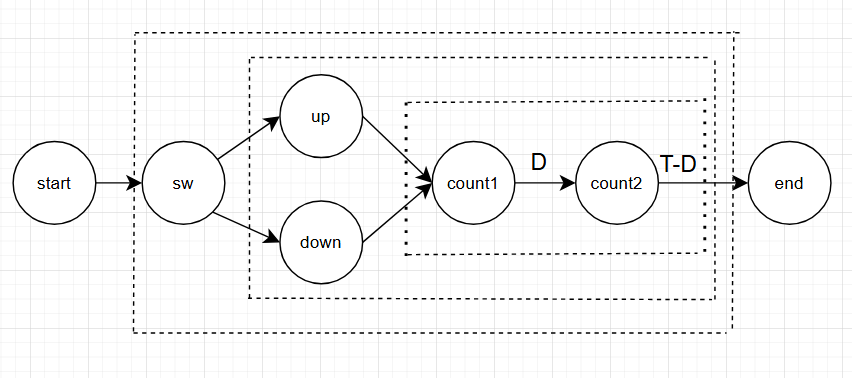 start
sw
up
down
count1
D
count2
T-D
end